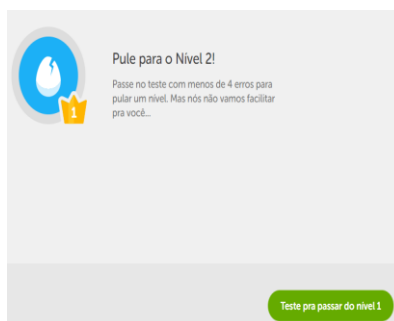 Pule para o Nível 2!
Passe no teste com menos de 4 erros para
pular um nível. Mas nós não vamos facilitar
pra você...
1
Teste pra passar do nível 1